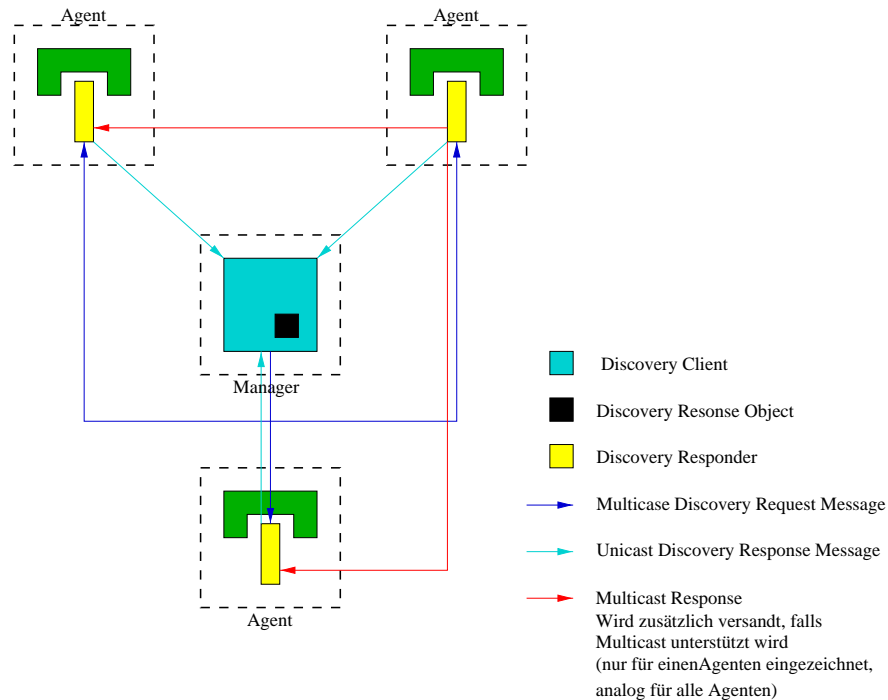 Agent
Agent
Manager
Agent
Discovery Client
Discovery Resonse Object
Discovery Responder
Multicase Discovery Request Message
Unicast Discovery Response Message
Multicast Response
Wird zusätzlich versandt, falls
Multicast unterstützt wird
(nur für einenAgenten eingezeichnet,
analog für alle Agenten)